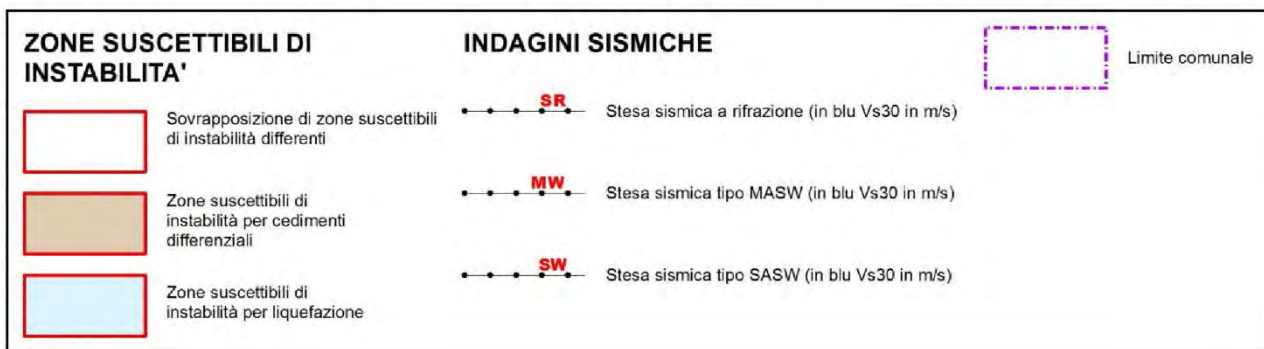 ZONE SUSCETTIBILI DI
INSTABILITA'
Sovrapposizione di zone suscettibili
di instabilità differenti
Zone suscettibili di
instabilità per cedimenti
differenziali
Zone suscettibili di
instabilità per liquefazione
INDAGINI SISMICHE
SR
Stesa sismica a rifrazione (in blu Vs30 in m/s)
MW
Stesa sismica tipo MASW (in blu Vs30 in m/s)
SW
Stesa sismica tipo SASW (in blu Vs30 in m/s)
Limite comunale